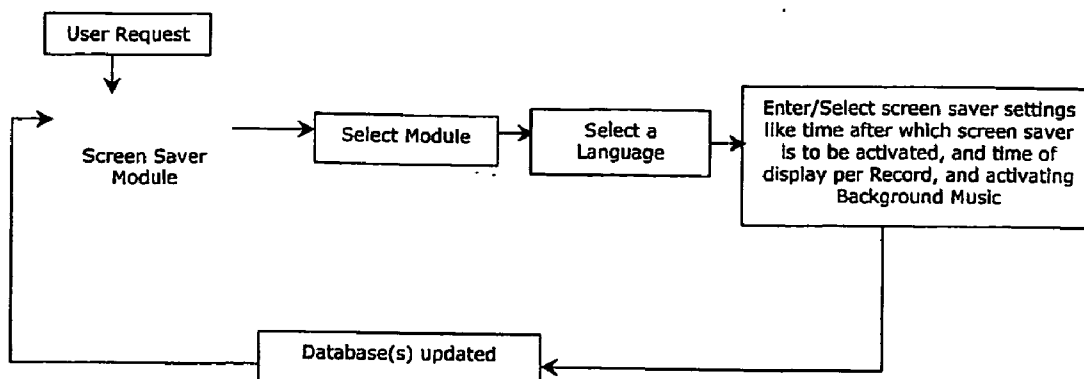 User Request
Screen Saver
Module
Select Module
Select a
Language
Enter/Select screen saver settings
like time after which screen saver
is to be activated, and time of
display per Record, and activating
Background Music
Database(s) updated